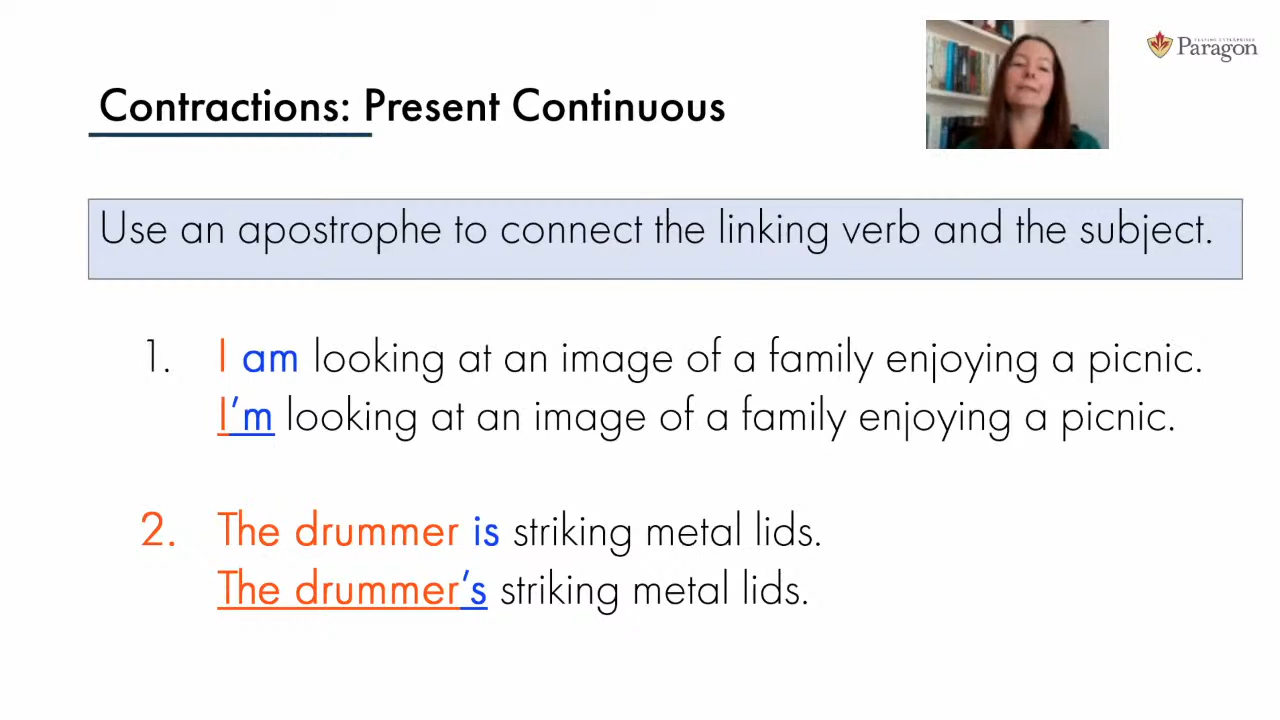 TESTING ENTERPRISES
Paragon
Contractions: Present Continuous
Use an apostrophe to connect the linking verb and the subject.
1. I am looking at an image of a family enjoying a picnic.
I’m looking at an image of a family enjoying a picnic.
2. The drummer is striking metal lids.
The drummer’s striking metal lids.